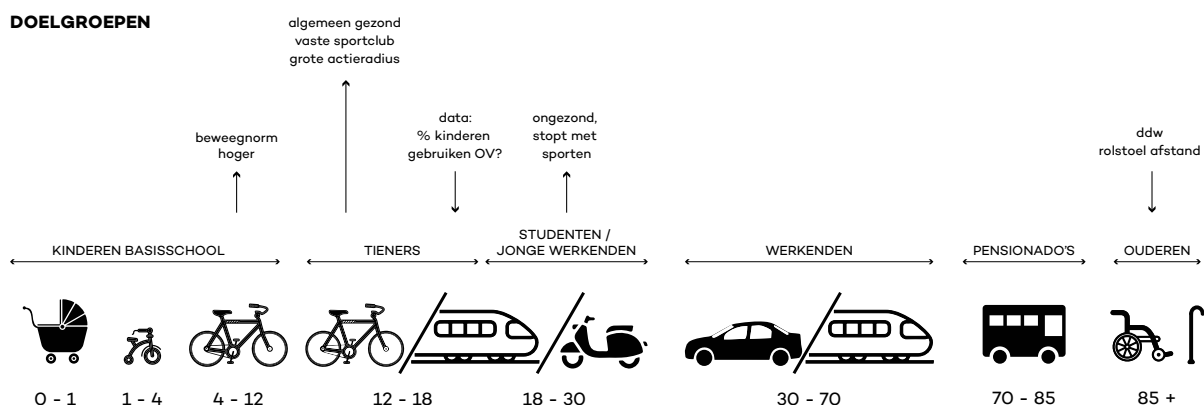 DOELGROEPEN
algemeen gezond
vaste sportclub
grote actieradius
beweegnorm
hoger
data:
% kinderen
gebruiken OV?
ongezond,
stopt met
sporten
ddw
rolstoel afstand
KINDEREN BASISSCHOOL
TIENERS
STUDENTEN /
JONGE WERKENDEN
WERKENDEN
PENSIONADO'S
OUDEREN
0 - 1
1 - 4
4 - 12
12 - 18
18 - 30
30 - 70
70 - 85
85 +